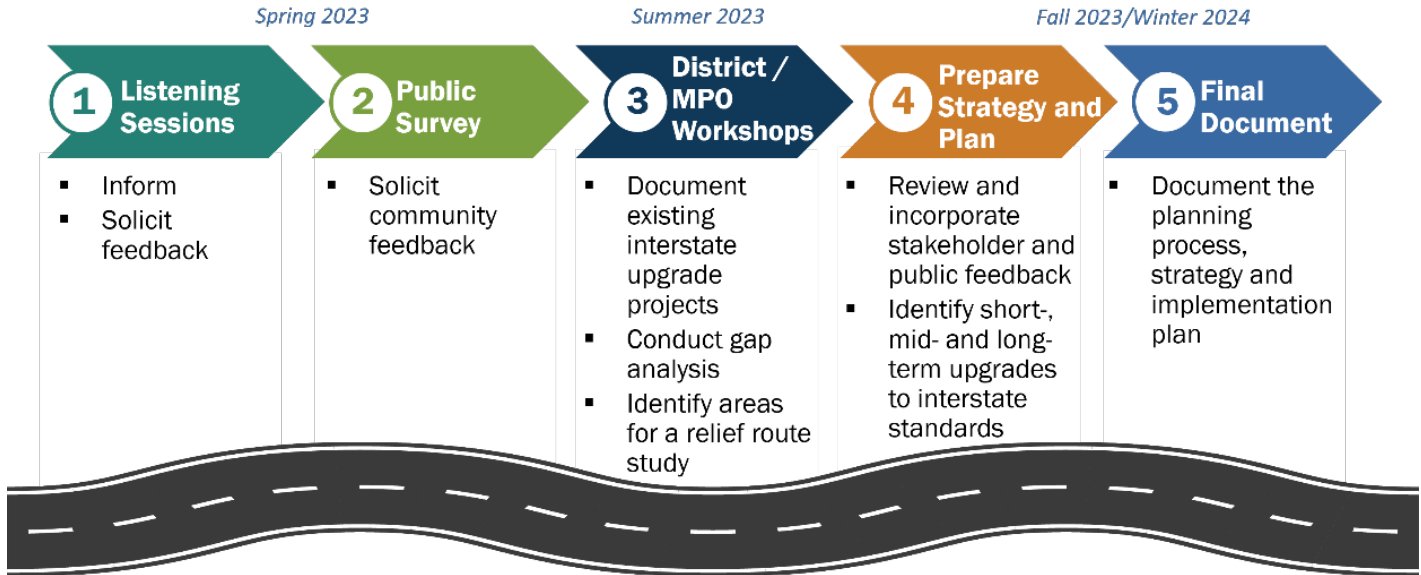 Spring 2023
Summer 2023
Fall 2023/Winter 2024
1
Listening
Sessions
2
Public
Survey
3
District /
MPO
Workshops
4
Prepare
Strategy and
Plan
5
Final
Document
▪ Inform
▪ Solicit
feedback
▪ Solicit
community
feedback
▪ Document
existing
interstate
upgrade
projects
▪ Conduct gap
analysis
▪ Identify areas
for a relief route
study
▪ Review and
incorporate
stakeholder and
public feedback
▪ Identify short-,
mid- and long-
term upgrades
to interstate
standards
▪ Document the
planning
process,
strategy and
implementation
plan